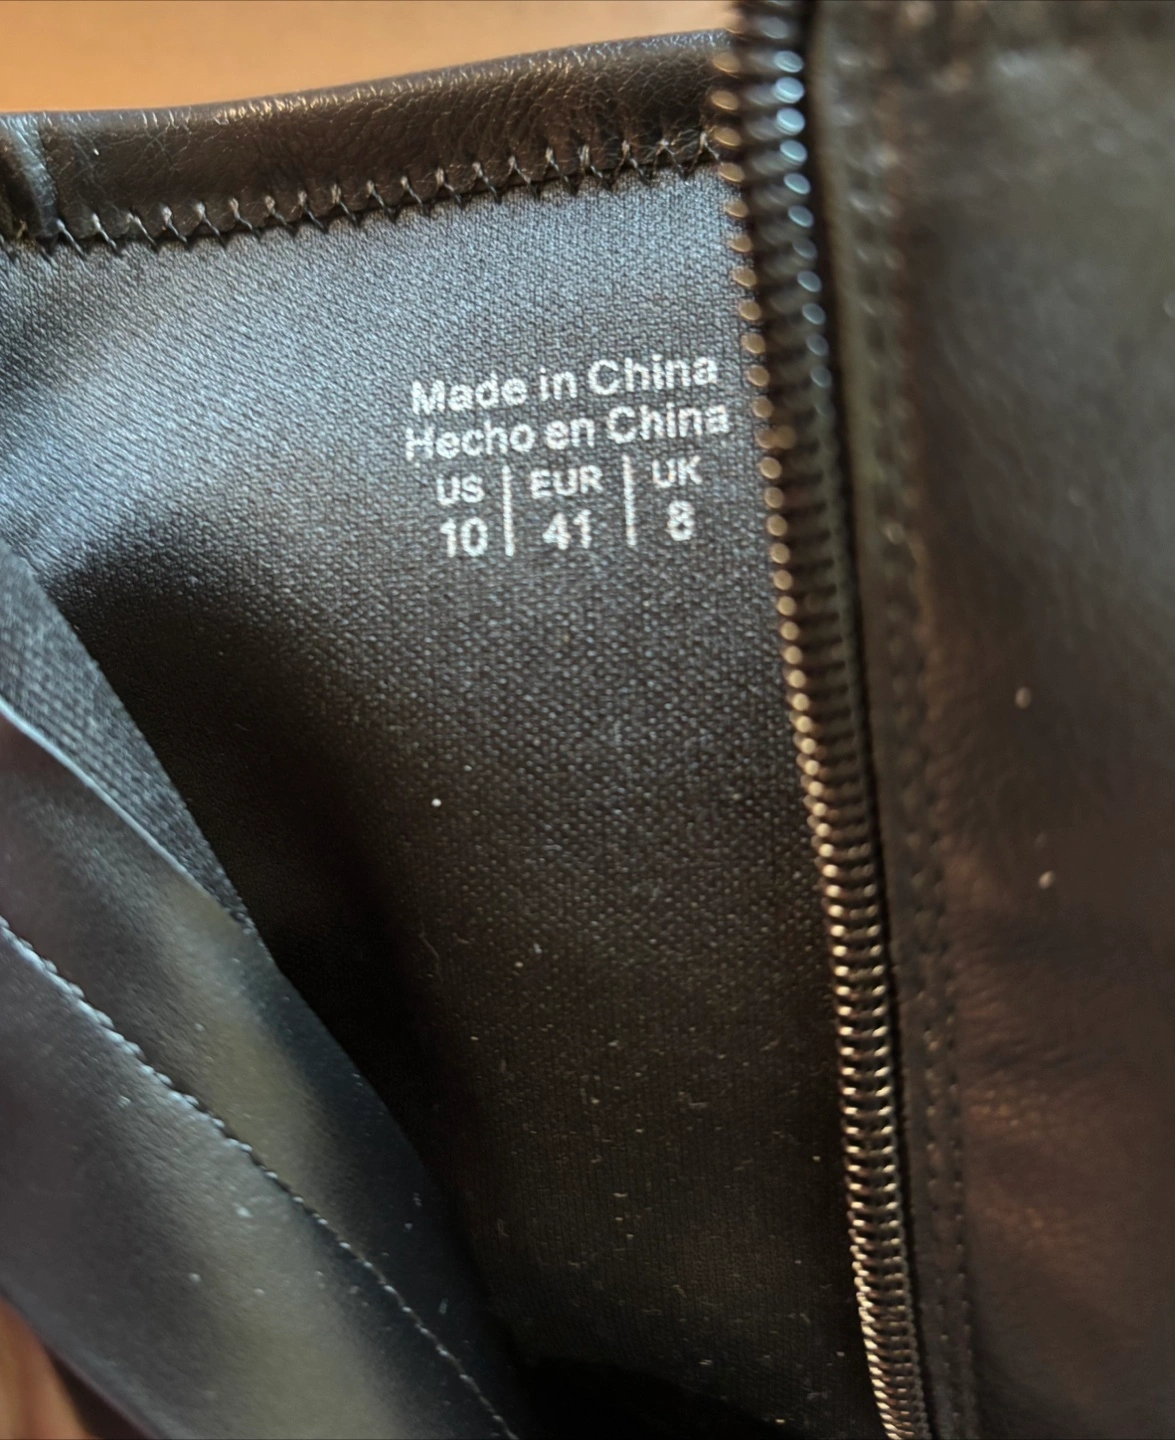 Made in China
Hecho en China
US | EUR | UK
10 | 41 | 8